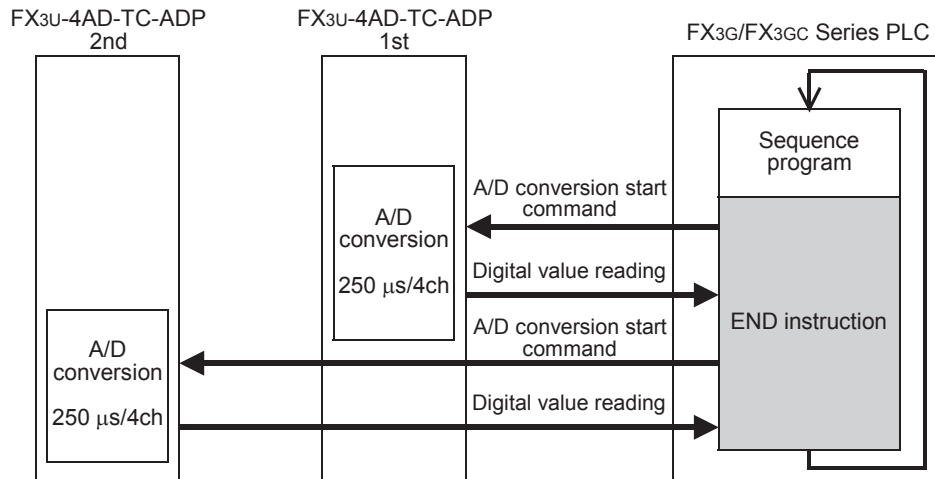 FX3U-4AD-TC-ADP
2nd
FX3U-4AD-TC-ADP
1st
FX3G/FX3GC Series PLC
Sequence
program
A/D conversion start
command
A/D
conversion
250 μs/4ch
Digital value reading
END instruction
A/D conversion start
command
A/D
conversion
250 μs/4ch
Digital value reading